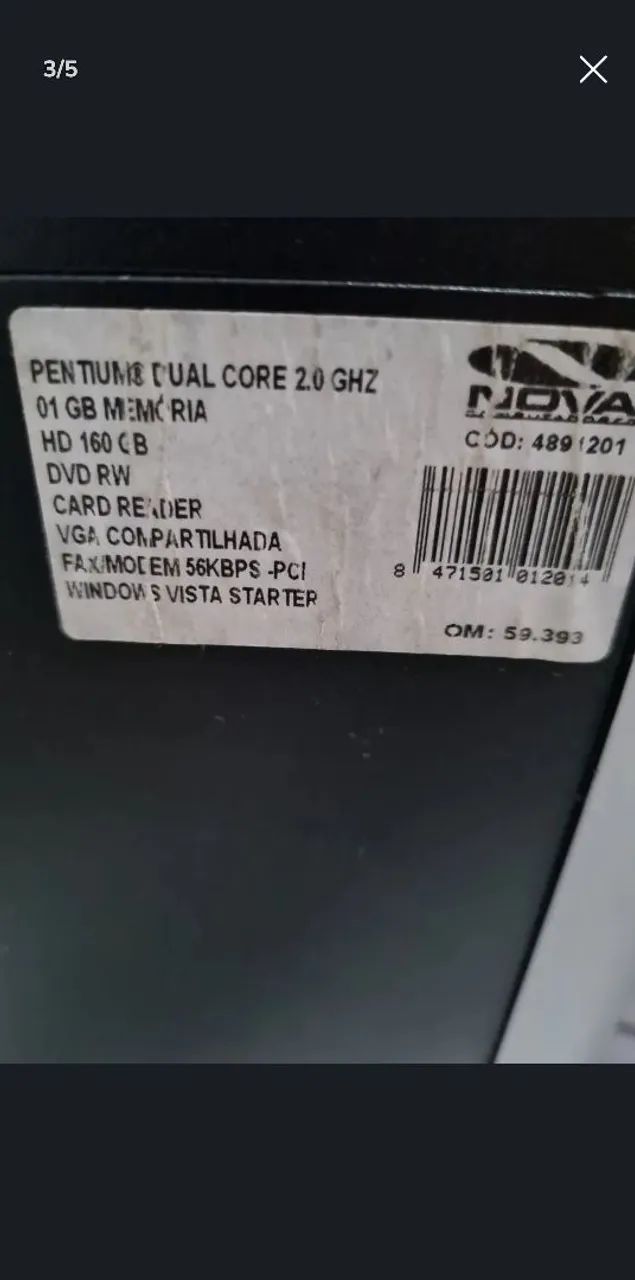 3/5
PENTIUM® DUAL CORE 2.0 GHZ
01 GB MEMÓRIA
HD 160 GB
DVD RW
CARD READER
VGA COMPARTILHADA
FAX/MODEM 56KBPS -PCI
WINDOWS VISTA STARTER
NOVA
CÓD:
8 471501 012014
OM: 59.393